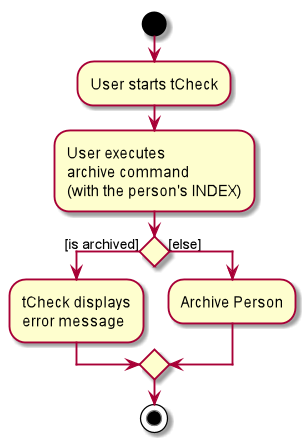 User starts tCheck
User executes
archive command
(with the person's INDEX)
[is archived]
[else]
tCheck displays
error message
Archive Person